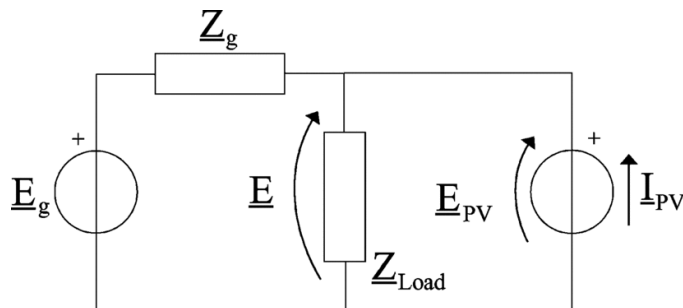 Z_g
+
+
E_g
E
E_PV
I_PV
Z_Load